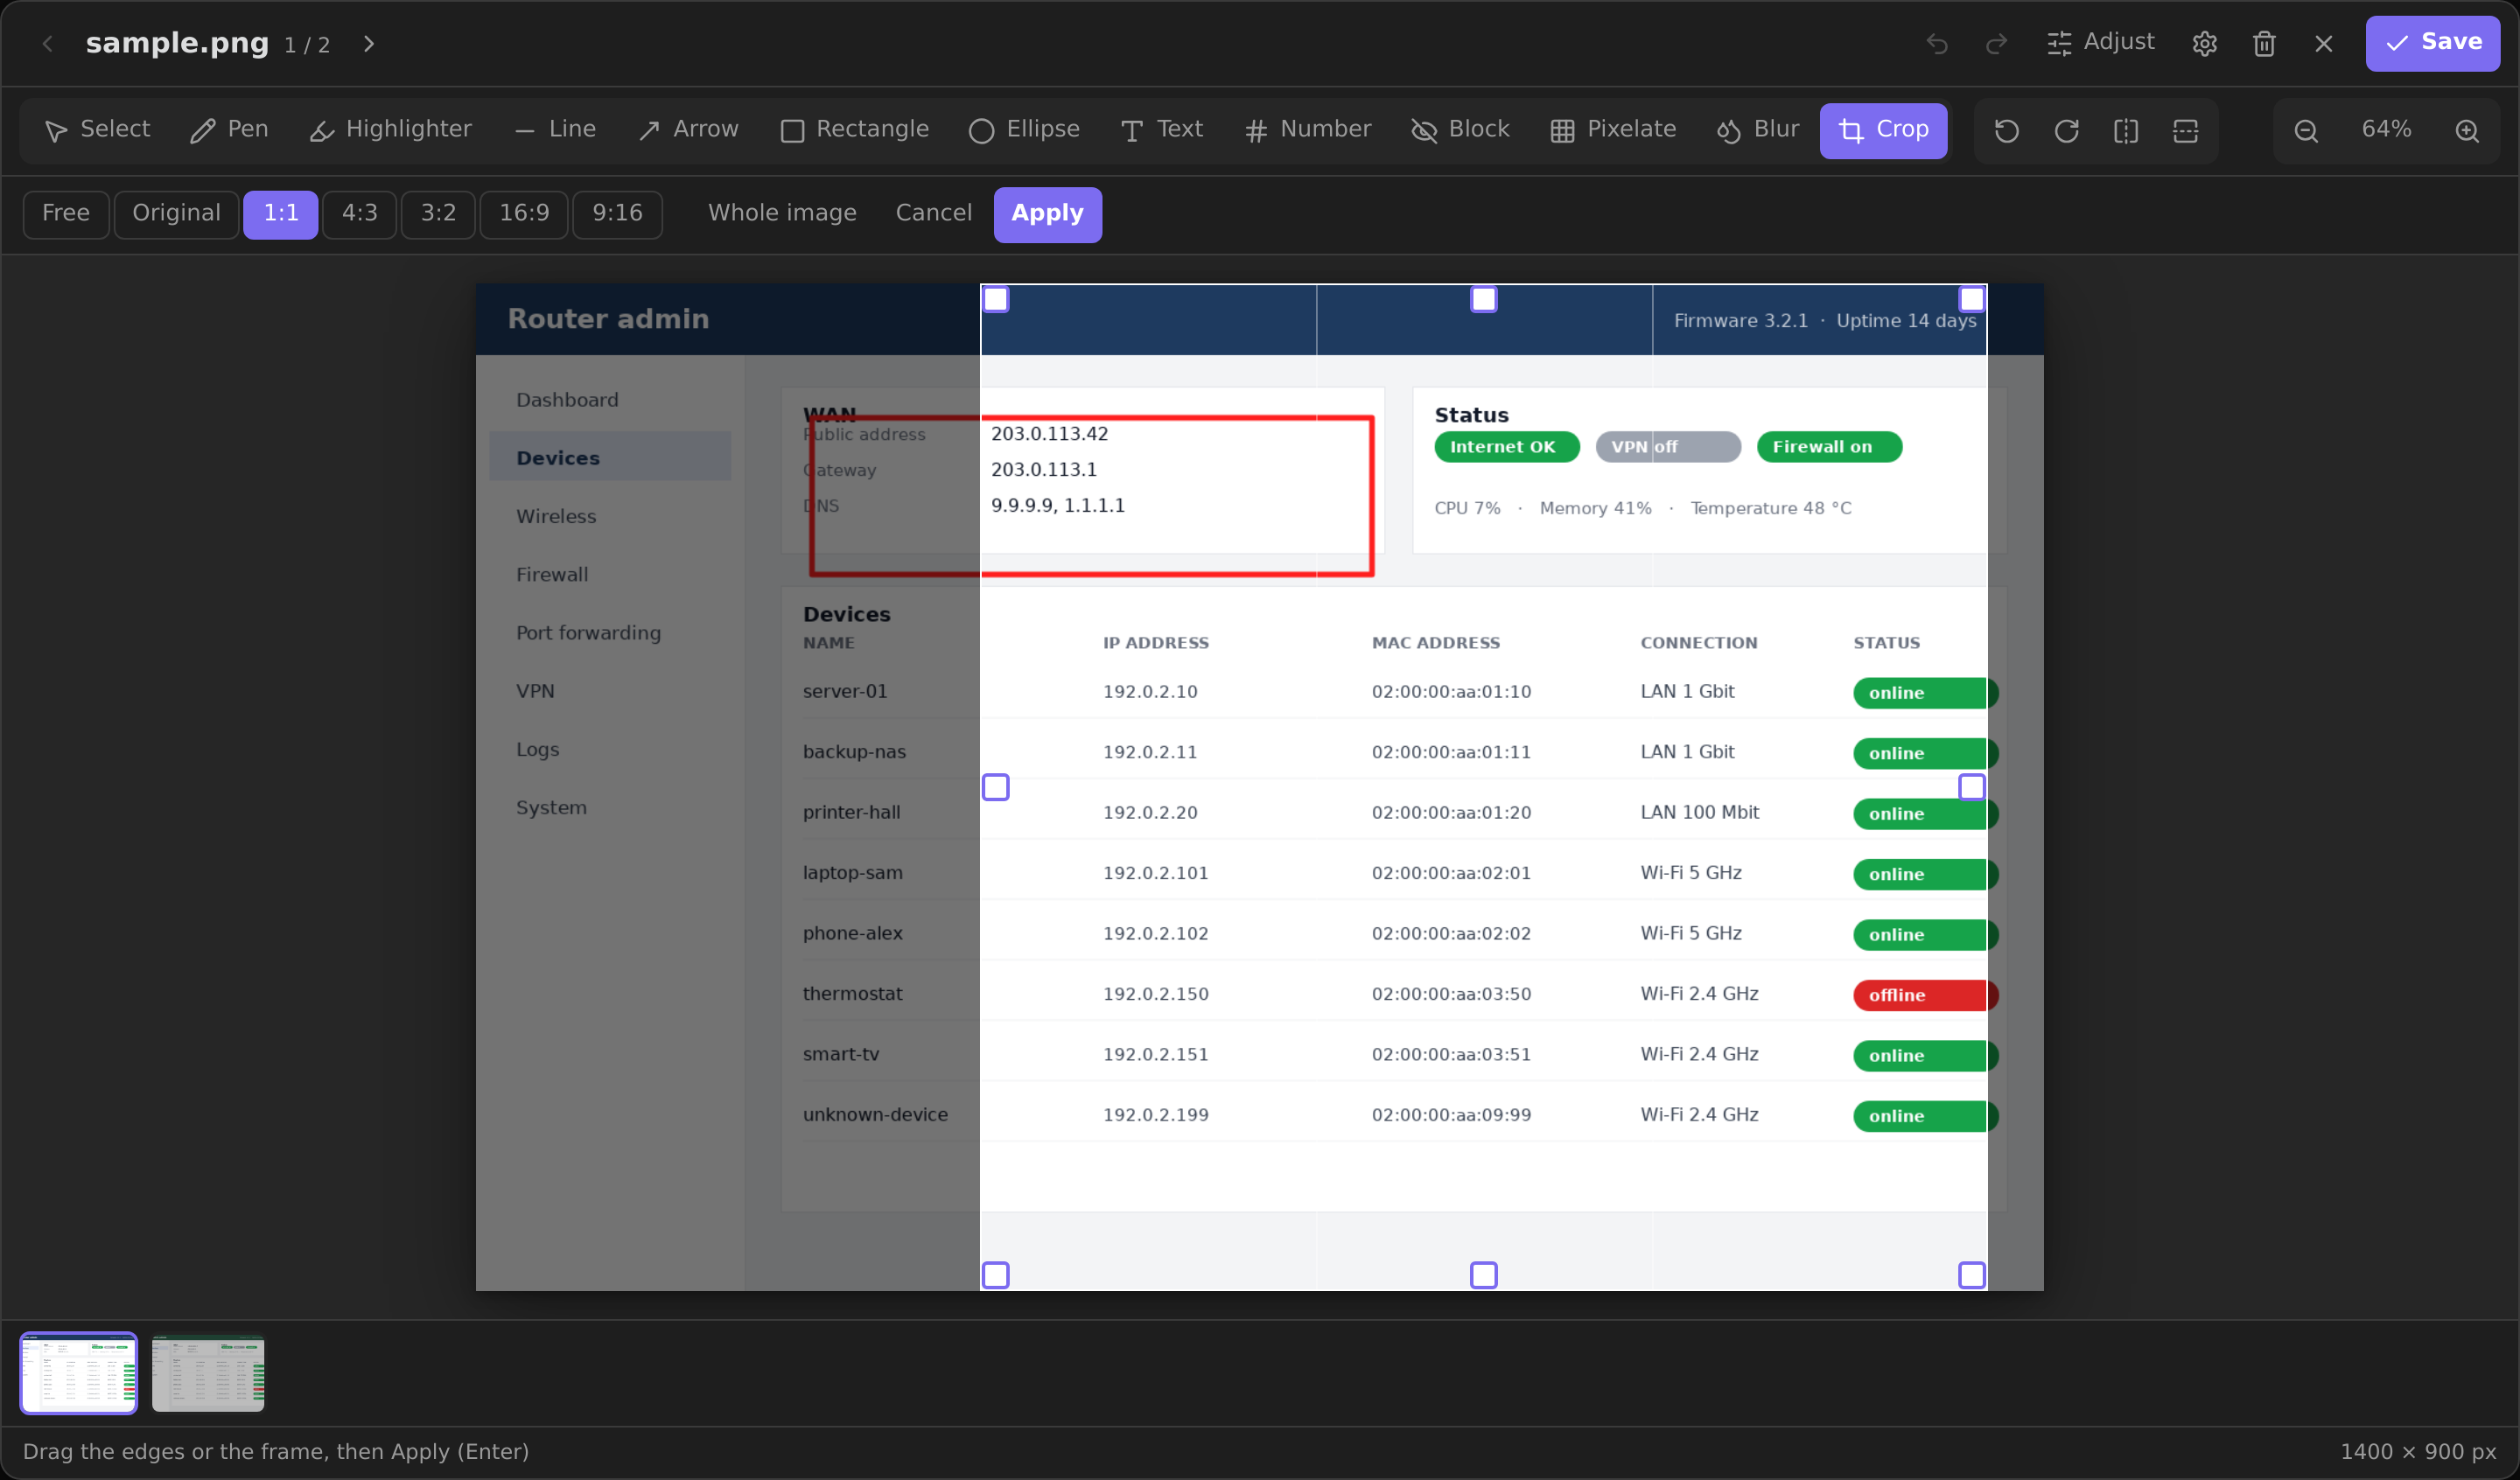 sample.png 1 / 2 Adjust Save
Select Pen Highlighter Line Arrow Rectangle Ellipse Text Number Block Pixelate Blur Crop 64%
Free Original 1:1 4:3 3:2 16:9 9:16 Whole image Cancel Apply
Router admin Firmware 3.2.1 · Uptime 14 days
Dashboard
Devices
Wireless
Firewall
Port forwarding
VPN
Logs
System
WAN
Public address 203.0.113.42
Gateway 203.0.113.1
DNS 9.9.9.9, 1.1.1.1
Status
Internet OK VPN off Firewall on
CPU 7% · Memory 41% · Temperature 48 °C
Devices
NAME IP ADDRESS MAC ADDRESS CONNECTION STATUS
server-01 192.0.2.10 02:00:00:aa:01:10 LAN 1 Gbit online
backup-nas 192.0.2.11 02:00:00:aa:01:11 LAN 1 Gbit online
printer-hall 192.0.2.20 02:00:00:aa:01:20 LAN 100 Mbit online
laptop-sam 192.0.2.101 02:00:00:aa:02:01 Wi-Fi 5 GHz online
phone-alex 192.0.2.102 02:00:00:aa:02:02 Wi-Fi 5 GHz online
thermostat 192.0.2.150 02:00:00:aa:03:50 Wi-Fi 2.4 GHz offline
smart-tv 192.0.2.151 02:00:00:aa:03:51 Wi-Fi 2.4 GHz online
unknown-device 192.0.2.199 02:00:00:aa:09:99 Wi-Fi 2.4 GHz online
Drag the edges or the frame, then Apply (Enter) 1400 × 900 px